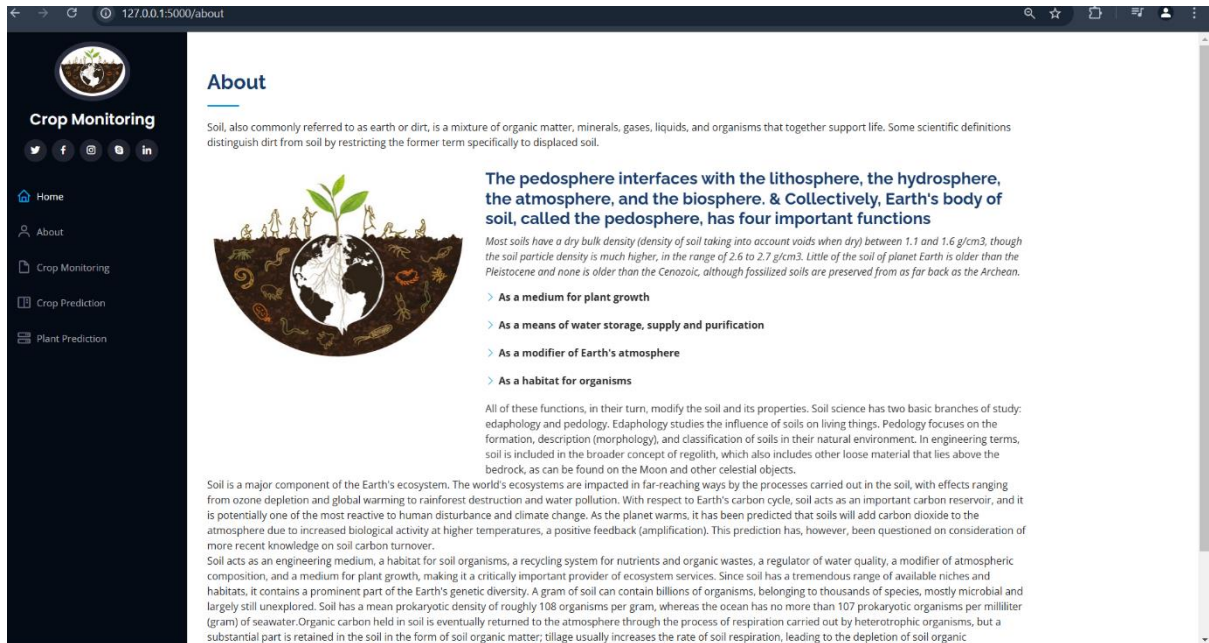 127.0.0.1:5000/about
Crop Monitoring
Home
About
Crop Monitoring
Crop Prediction
Plant Prediction
About
Soil, also commonly referred to as earth or dirt, is a mixture of organic matter, minerals, gases, liquids, and organisms that together support life. Some scientific definitions
distinguish dirt from soil by restricting the former term specifically to displaced soil.
The pedosphere interfaces with the lithosphere, the hydrosphere,
the atmosphere, and the biosphere. & Collectively, Earth's body of
soil, called the pedosphere, has four important functions
Most soils have a dry bulk density (density of soil taking into account voids when dry) between 1.1 and 1.6 g/cm3, though
the soil particle density is much higher, in the range of 2.6 to 2.7 g/cm3. Little of the soil of planet Earth is older than the
Pleistocene and none is older than the Cenozoic, although fossilized soils are preserved from as far back as the Archean.
As a medium for plant growth
As a means of water storage, supply and purification
As a modifier of Earth's atmosphere
As a habitat for organisms
All of these functions, in their turn, modify the soil and its properties. Soil science has two basic branches of study:
edaphology and pedology. Edaphology studies the influence of soils on living things. Pedology focuses on the
formation, description (morphology), and classification of soils in their natural environment. In engineering terms,
soil is included in the broader concept of regolith, which also includes other loose material that lies above the
bedrock, as can be found on the Moon and other celestial objects.
Soil is a major component of the Earth's ecosystem. The world's ecosystems are impacted in far-reaching ways by the processes carried out in the soil, with effects ranging
from ozone depletion and global warming to rainforest destruction and water pollution. With respect to Earth's carbon cycle, soil acts as an important carbon reservoir, and it
is potentially one of the most reactive to human disturbance and climate change. As the planet warms, it has been predicted that soils will add carbon dioxide to the
atmosphere due to increased biological activity at higher temperatures, a positive feedback (amplification). This prediction has, however, been questioned on consideration of
more recent knowledge on soil carbon turnover.
Soil acts as an engineering medium, a habitat for soil organisms, a recycling system for nutrients and organic wastes, a regulator of water quality, a modifier of atmospheric
composition, and a medium for plant growth, making it a critically important provider of ecosystem services. Since soil has a tremendous range of available niches and
habitats, it contains a prominent part of the Earth's genetic diversity. A gram of soil can contain billions of organisms, belonging to thousands of species, mostly microbial and
largely still unexplored. Soil has a mean prokaryotic density of roughly 108 organisms per gram, whereas the ocean has no more than 107 prokaryotic organisms per milliliter
(gram) of seawater.Organic carbon held in soil is eventually returned to the atmosphere through the process of respiration carried out by heterotrophic organisms, but a
substantial part is retained in the soil in the form of soil organic matter; tillage usually increases the rate of soil respiration, leading to the depletion of soil organic